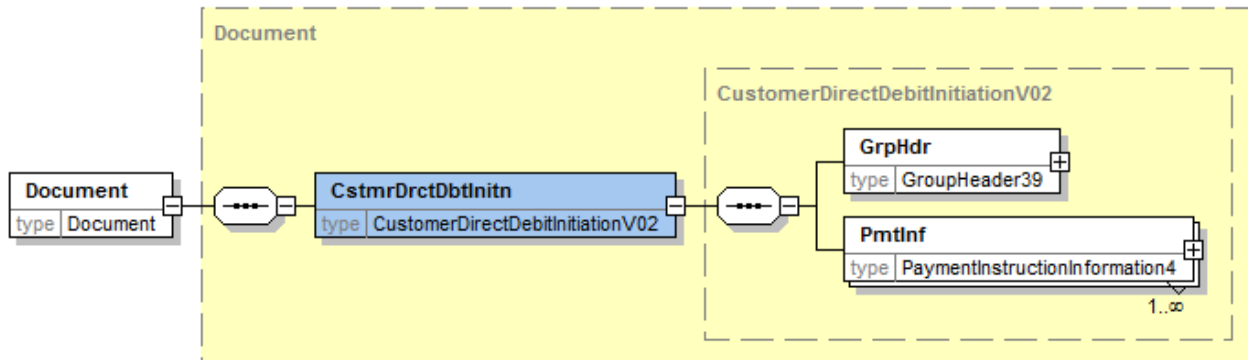 Document
CustomerDirectDebitInitiationV02
GrpHdr
type GroupHeader39
Document
type Document
CstmrDrctDbtInitn
type CustomerDirectDebitInitiationV02
PmtInf
type PaymentInstructionInformation4
1..∞